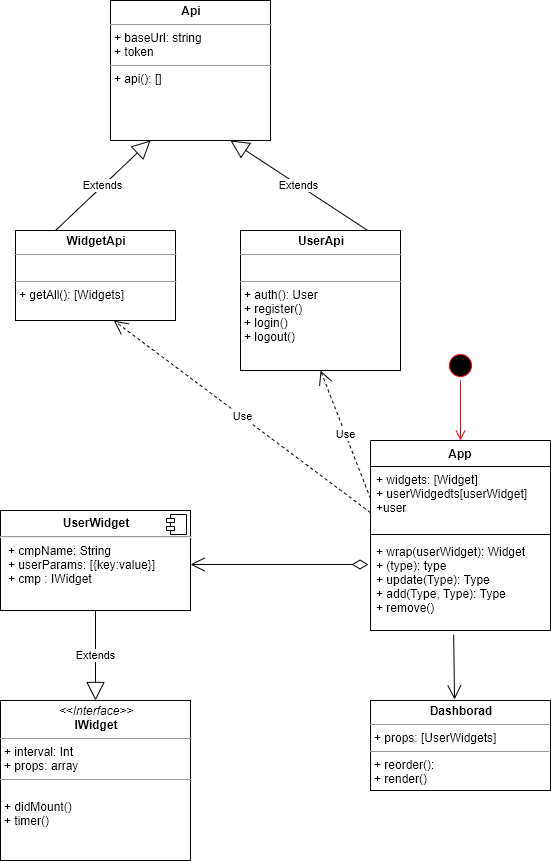 Api
+ baseUrl: string
+ token
+ api(): []
Extends
Extends
WidgetApi
+ getAll(): [Widgets]
UserApi
+ auth(): User
+ register()
+ login()
+ logout()
Use
Use
App
+ widgets: [Widget]
+ userWidgedts[userWidget]
+user
+ wrap(userWidget): Widget
+ (type): type
+ update(Type): Type
+ add(Type, Type): Type
+ remove()
UserWidget
+ cmpName: String
+ userParams: [{key:value}]
+ cmp : IWidget
Extends
<<Interface>>
IWidget
+ interval: Int
+ props: array
+ didMount()
+ timer()
Dashborad
+ props: [UserWidgets]
+ reorder():
+ render()